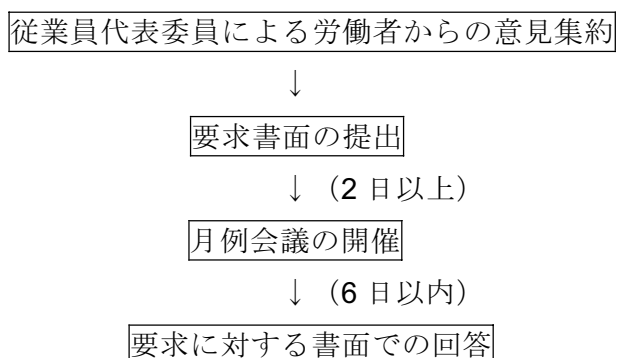 従業員代表委員による労働者からの意見集約
↓
要求書面の提出
↓（2 日以上）
月例会議の開催
↓（6 日以内）
要求に対する書面での回答